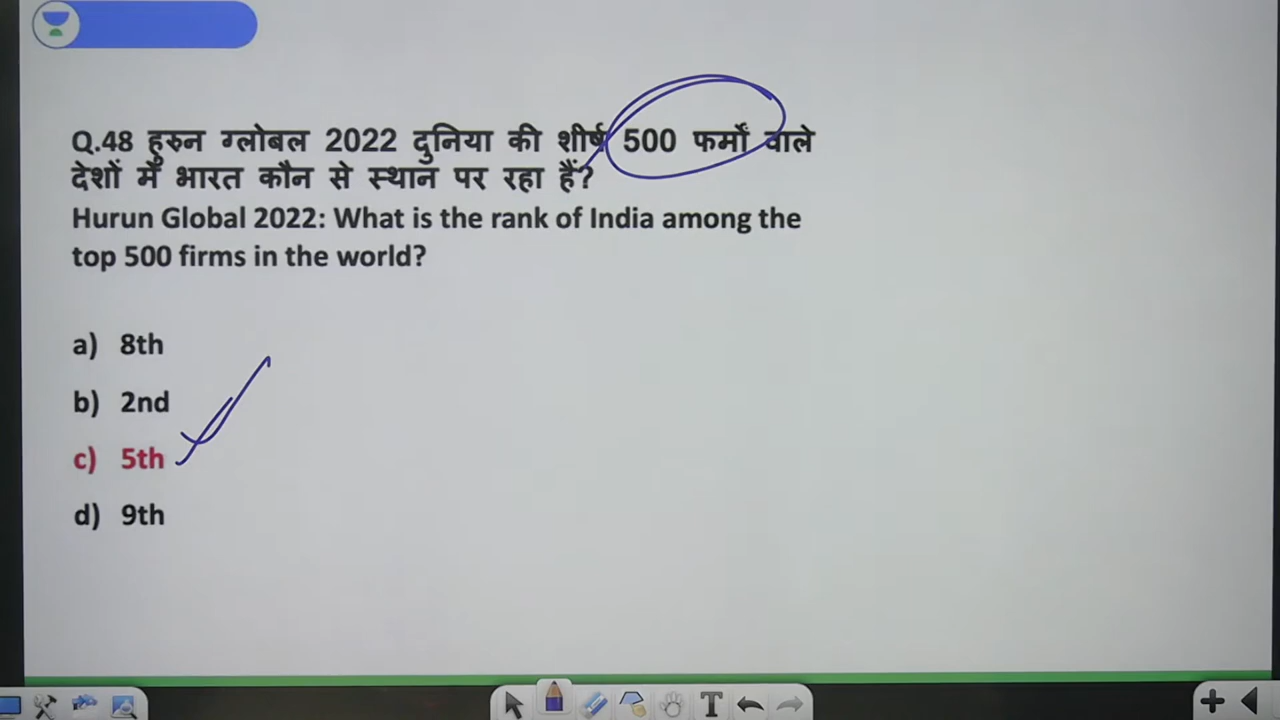 Q.48 हुरुन ग्लोबल 2022 दुनिया की शीर्ष 500 फर्मों वाले
देशों में भारत कौन से स्थान पर रहा हैं?
Hurun Global 2022: What is the rank of India among the
top 500 firms in the world?
a) 8th
b) 2nd
c) 5th
d) 9th
T